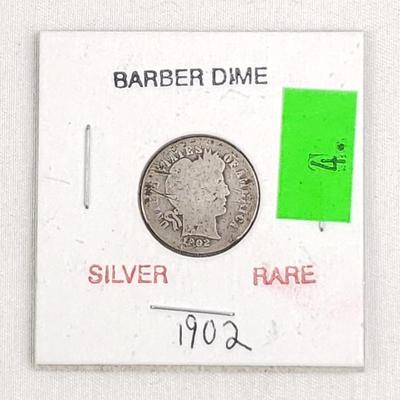 BARBER DIME
UNITED STATES OF AMERICA
1902
SILVER RARE
1902